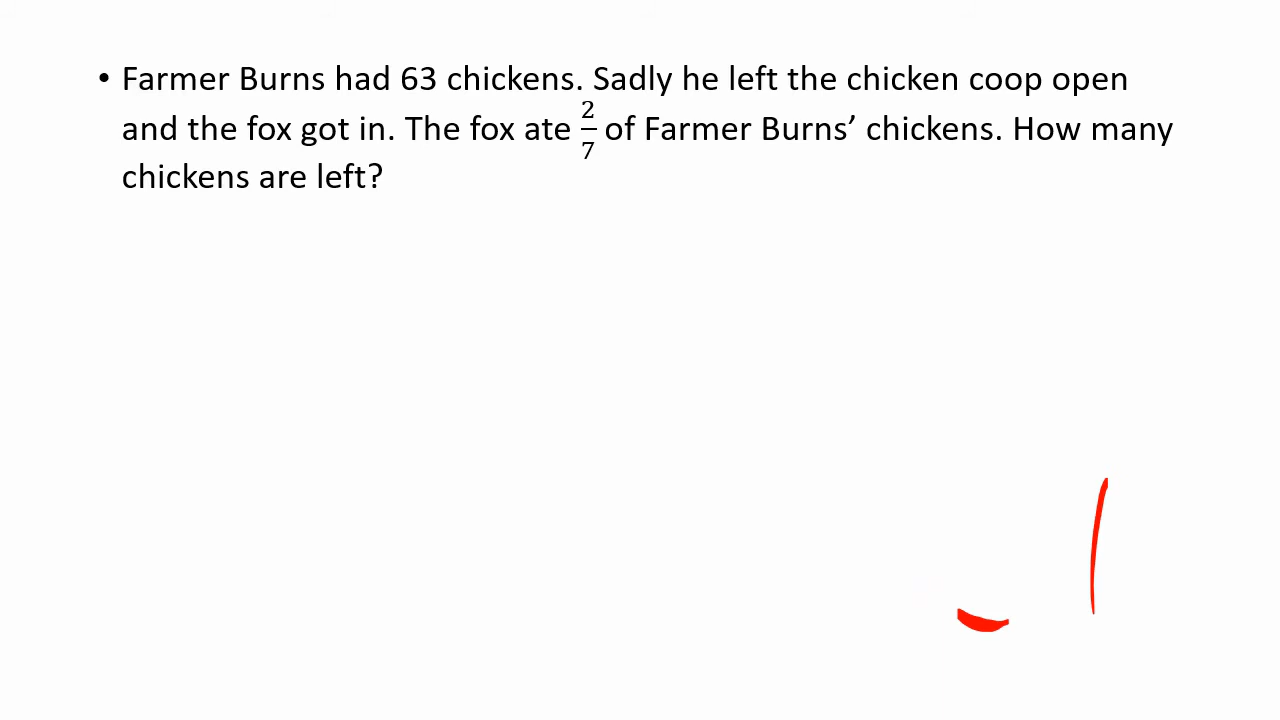 • Farmer Burns had 63 chickens. Sadly he left the chicken coop open
and the fox got in. The fox ate 2/7 of Farmer Burns’ chickens. How many
chickens are left?